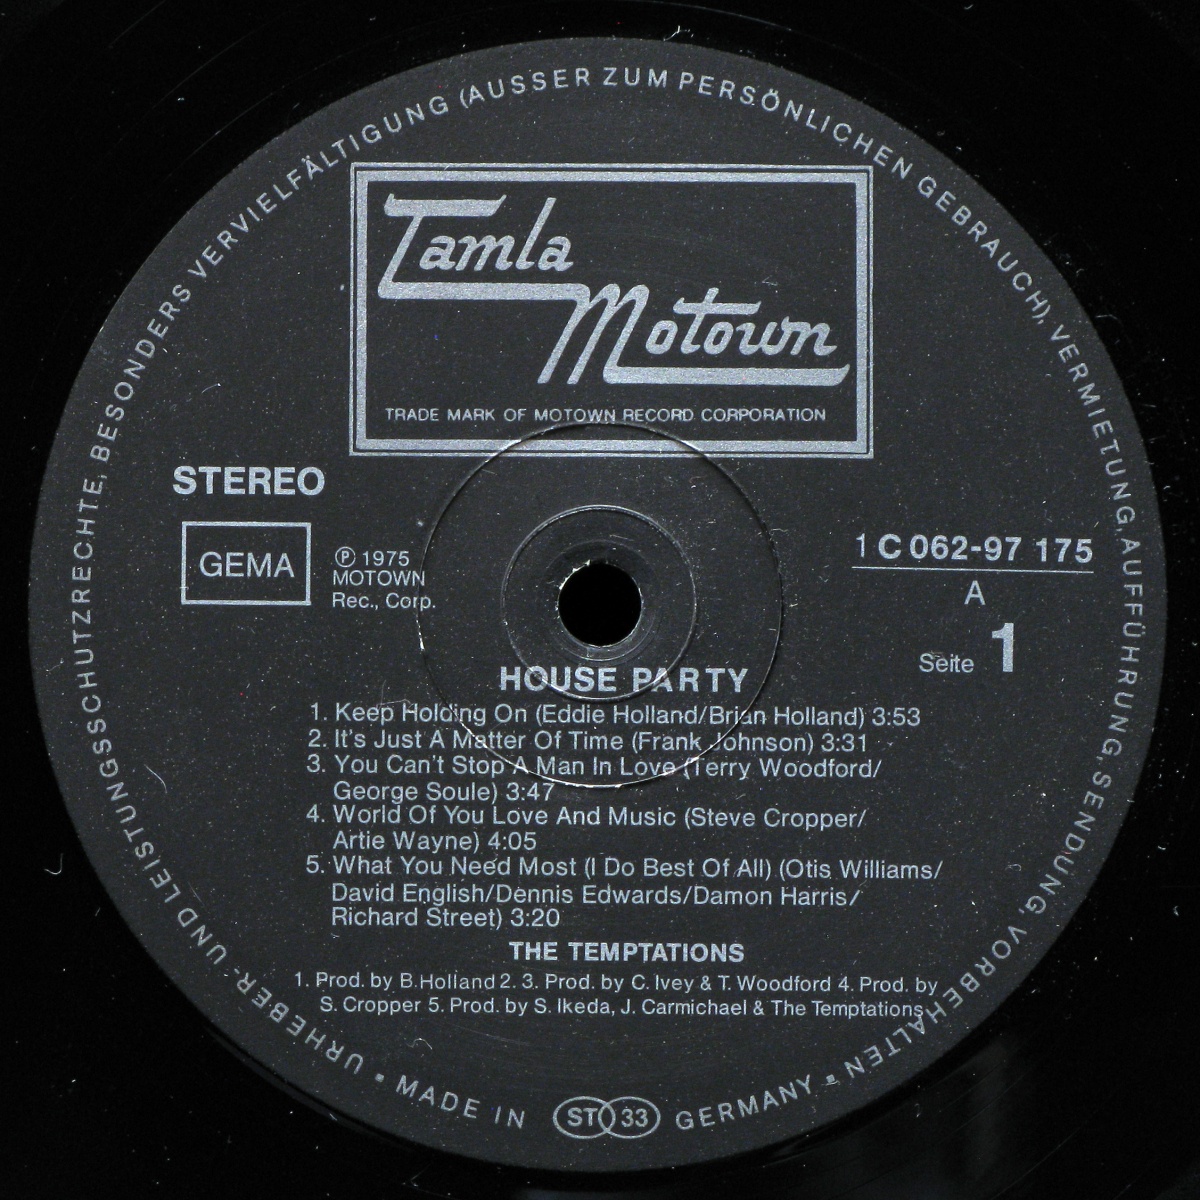 URHEBER- UND LEISTUNGSSCHUTZRECHTE, BESONDERS VERVIELFÄLTIGUNG (AUSSER ZUM PERSÖNLICHEN GEBRAUCH), VERMIETUNG, AUFFÜHRUNG, SENDUNG, VORBEHALTEN
Tamla
Motown
TRADE MARK OF MOTOWN RECORD CORPORATION
STEREO
GEMA
℗ 1975
MOTOWN
Rec., Corp.
1 C 062-97 175
A
Seite 1
HOUSE PARTY
1. Keep Holding On (Eddie Holland/Brian Holland) 3:53
2. It's Just A Matter Of Time (Frank Johnson) 3:31
3. You Can't Stop A Man In Love (Terry Woodford/
George Soule) 3:47
4. World Of You Love And Music (Steve Cropper/
Artie Wayne) 4:05
5. What You Need Most (I Do Best Of All) (Otis Williams/
David English/Dennis Edwards/Damon Harris/
Richard Street) 3:20
THE TEMPTATIONS
1. Prod. by B. Holland 2. 3. Prod. by C. Ivey & T. Woodford 4. Prod. by
S. Cropper 5. Prod. by S. Ikeda, J. Carmichael & The Temptations
• MADE IN ST 33 GERMANY •